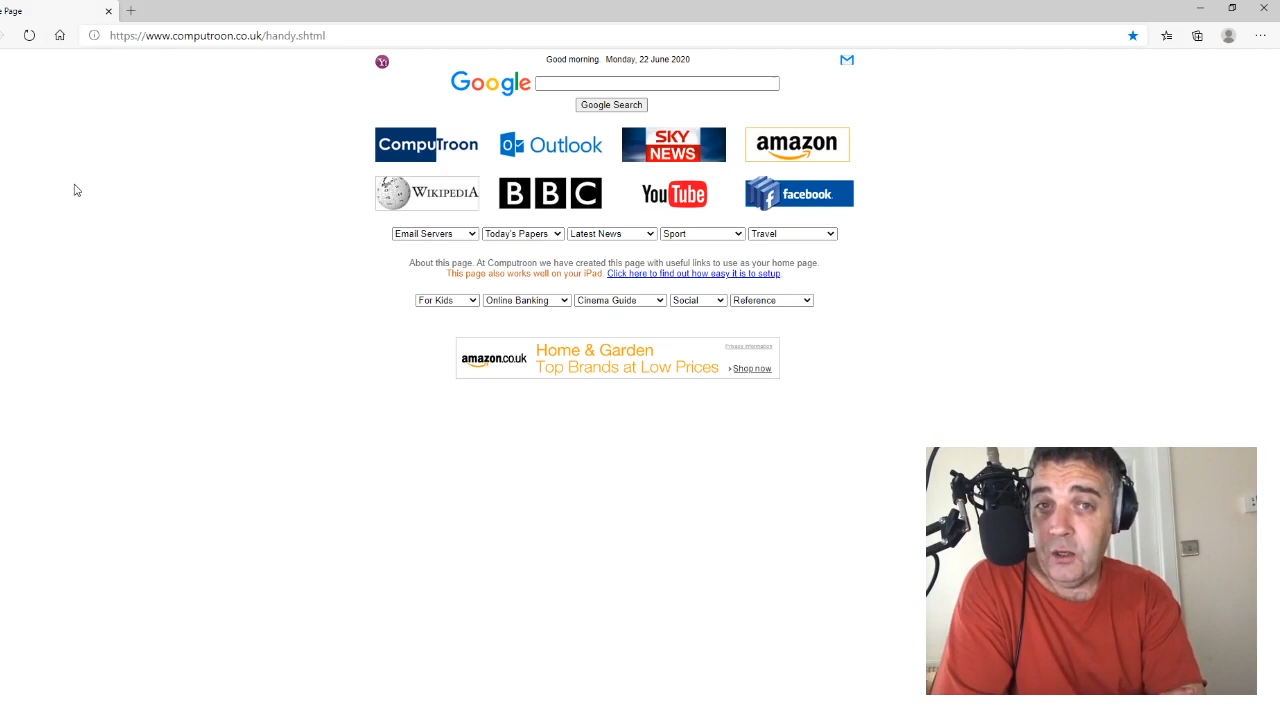 e Page
https://www.computroon.co.uk/handy.shtml
Good morning. Monday, 22 June 2020
Google
Google Search
CompuTroon Outlook SKY NEWS amazon
WIKIPEDIA BBC YouTube facebook
Email Servers Today's Papers Latest News Sport Travel
About this page. At Computroon we have created this page with useful links to use as your home page.
This page also works well on your iPad. Click here to find out how easy it is to setup
For Kids Online Banking Cinema Guide Social Reference
Privacy Information
amazon.co.uk Home & Garden
Top Brands at Low Prices Shop now